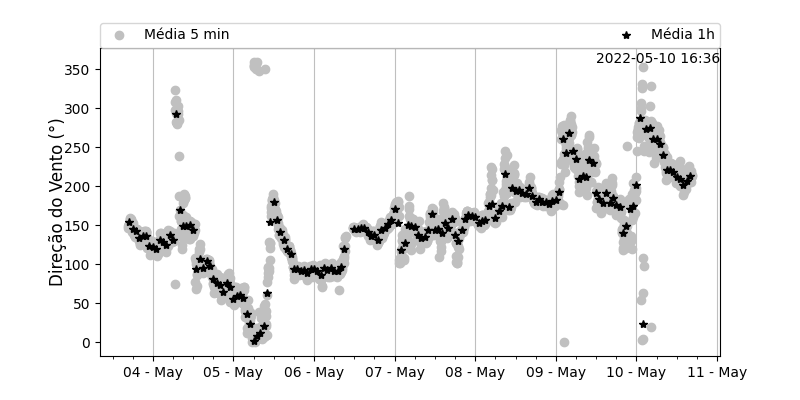 Média 5 min
Média 1h
2022-05-10 16:36
Direção do Vento (°)
350
300
250
200
150
100
50
0
04 - May
05 - May
06 - May
07 - May
08 - May
09 - May
10 - May
11 - May